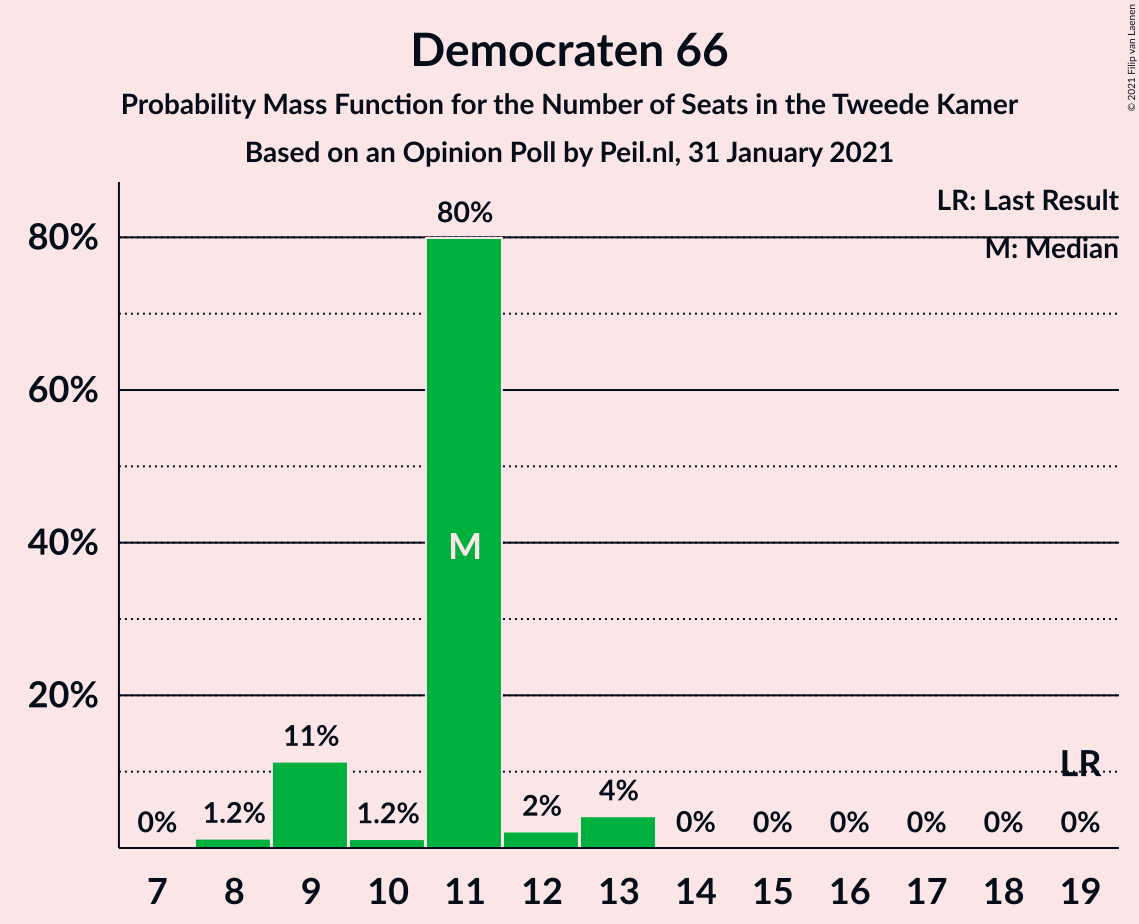 Democraten 66
Probability Mass Function for the Number of Seats in the Tweede Kamer
Based on an Opinion Poll by Peil.nl, 31 January 2021
© 2021 Filip van Laenen
LR: Last Result
M: Median
80%
60%
40%
20%
0%
1.2%
11%
1.2%
80%
M
2%
4%
0%
0%
0%
0%
0%
LR
0%
7 8 9 10 11 12 13 14 15 16 17 18 19